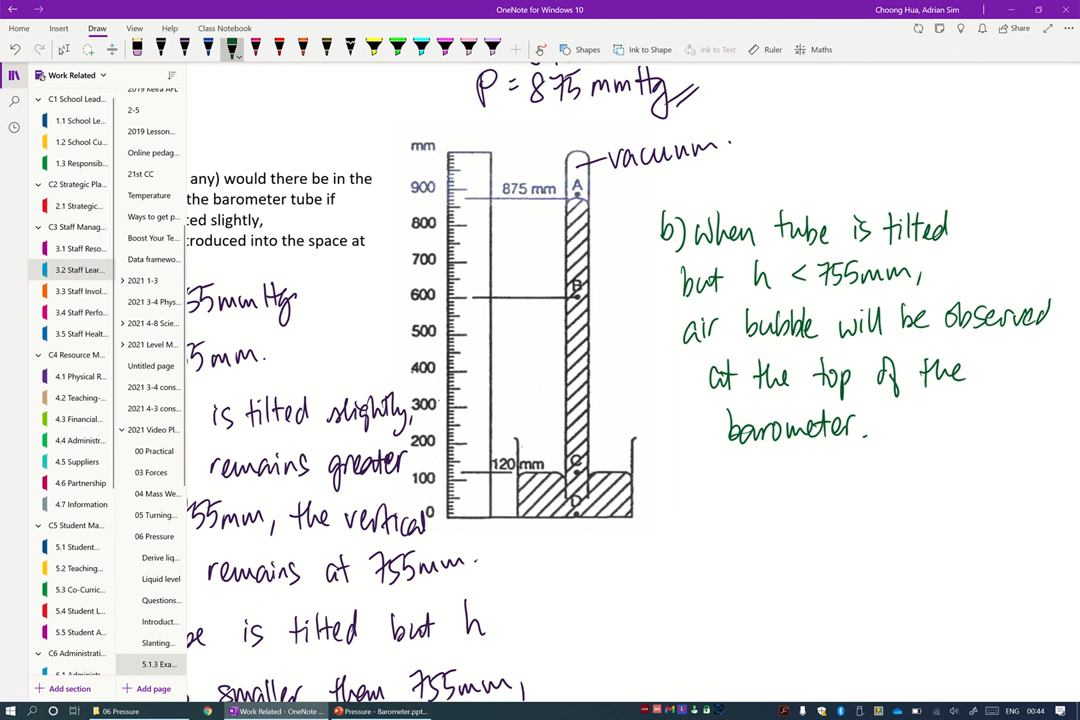 OneNote for Windows 10
Choong Hua, Adrian Sim
Home
Insert
Draw
View
Help
Class Notebook
Share
Shapes
Ink to Shape
Ink to Text
Ruler
Maths
Work Related
C1 School Lead...
1.1 School Le...
1.2 School Cu...
1.3 Responsib...
C2 Strategic Pla...
2.1 Strategic...
C3 Staff Manag...
3.1 Staff Reso...
3.2 Staff Lear...
3.3 Staff Invol...
3.4 Staff Perfo...
3.5 Staff Healt...
C4 Resource M...
4.1 Physical R...
4.2 Teaching-...
4.3 Financial...
4.4 Administr...
4.5 Suppliers
4.6 Partnership
4.7 Information
C5 Student Ma...
5.1 Student...
5.2 Teaching...
5.3 Co-Curric...
5.4 Student L...
5.5 Student A...
C6 Administrati...
Add section
2019 Keira AFL
2-5
2019 Lesson...
Online pedag...
21st CC
Temperature
Ways to get p...
Boost Your Te...
Data framewo...
2021 1-3
2021 3-4 Phys...
2021 4-8 Scie...
2021 Level M...
Untitled page
2021 3-4 cons...
2021 4-3 cons...
2021 Video Pl...
00 Practical
03 Forces
04 Mass We...
05 Turning...
06 Pressure
Derive liq...
Liquid level
Questions...
Introduct...
Slanting...
5.1.3 Exa...
Add page
P = 875 mmHg
any) would there be in the
the barometer tube if
ted slightly,
troduced into the space at
55 mmHg
5 mm.
is tilted slightly,
remains greater
55mm, the vertical
remains at 755mm.
be is tilted but h
smaller than 755mm,
mm
900
800
700
600
500
400
300
200
100
0
875 mm
120 mm
A
B
C
D
vacuum.
b) When tube is tilted
but h < 755mm,
air bubble will be observed
at the top of the
barometer.
06 Pressure
Work Related - OneNote ...
Pressure - Barometer.ppt...
ENG
00:44